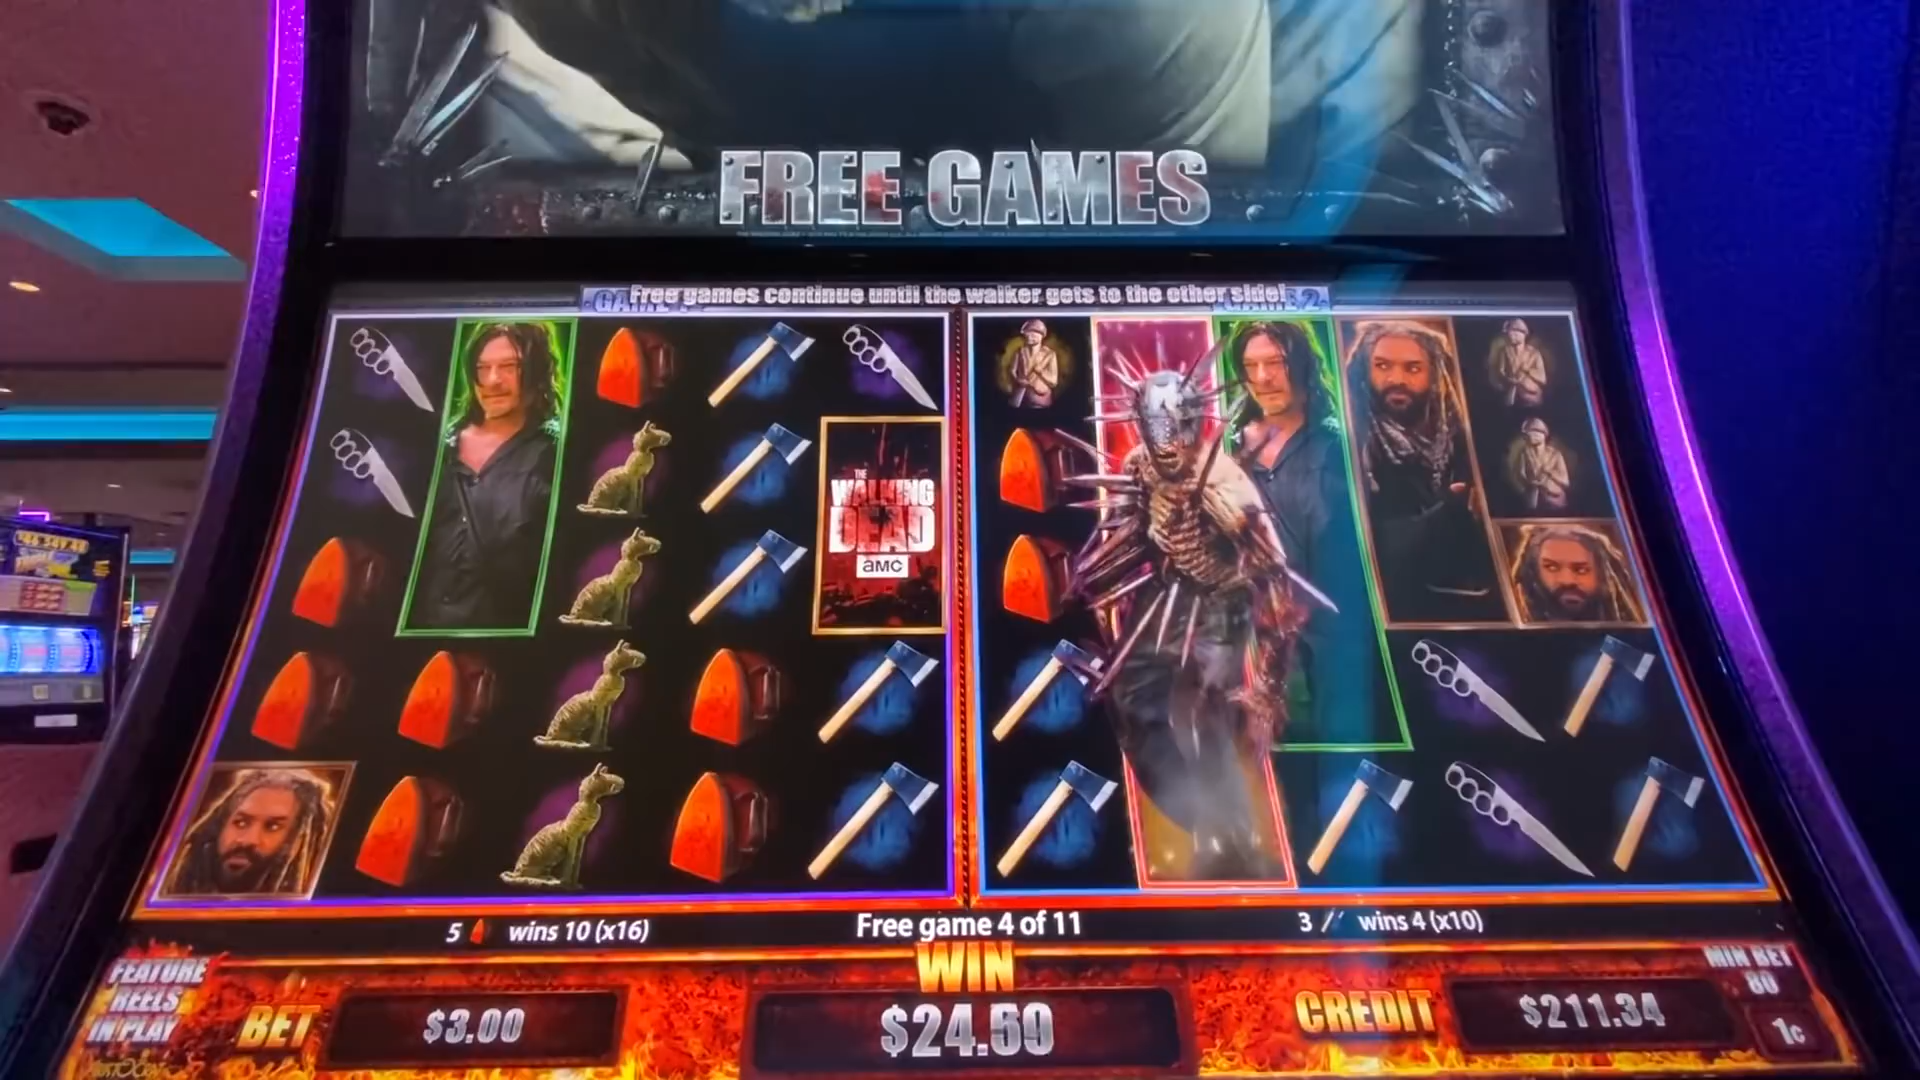 FREE GAMES
Free games continue until the walker gets to the other side!
THE
WALKING
DEAD
amc
5 wins 10 (x16)
Free game 4 of 11
3 wins 4 (x10)
FEATURE
REELS
IN PLAY
BET
$3.00
WIN
$24.50
CREDIT
$211.34
MIN BET
80
1¢